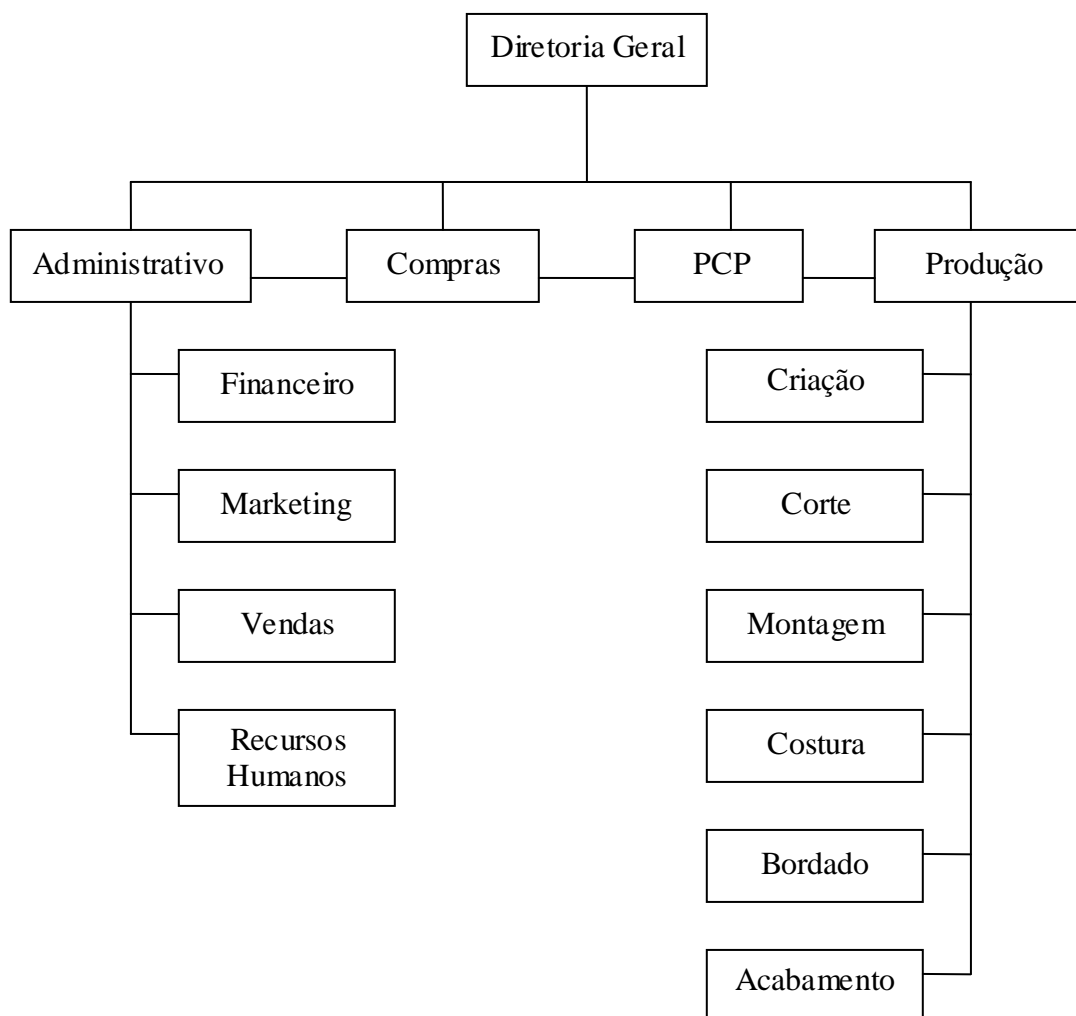 Diretoria Geral
Administrativo
Compras
PCP
Produção
Financeiro
Marketing
Vendas
Recursos
Humanos
Criação
Corte
Montagem
Costura
Bordado
Acabamento